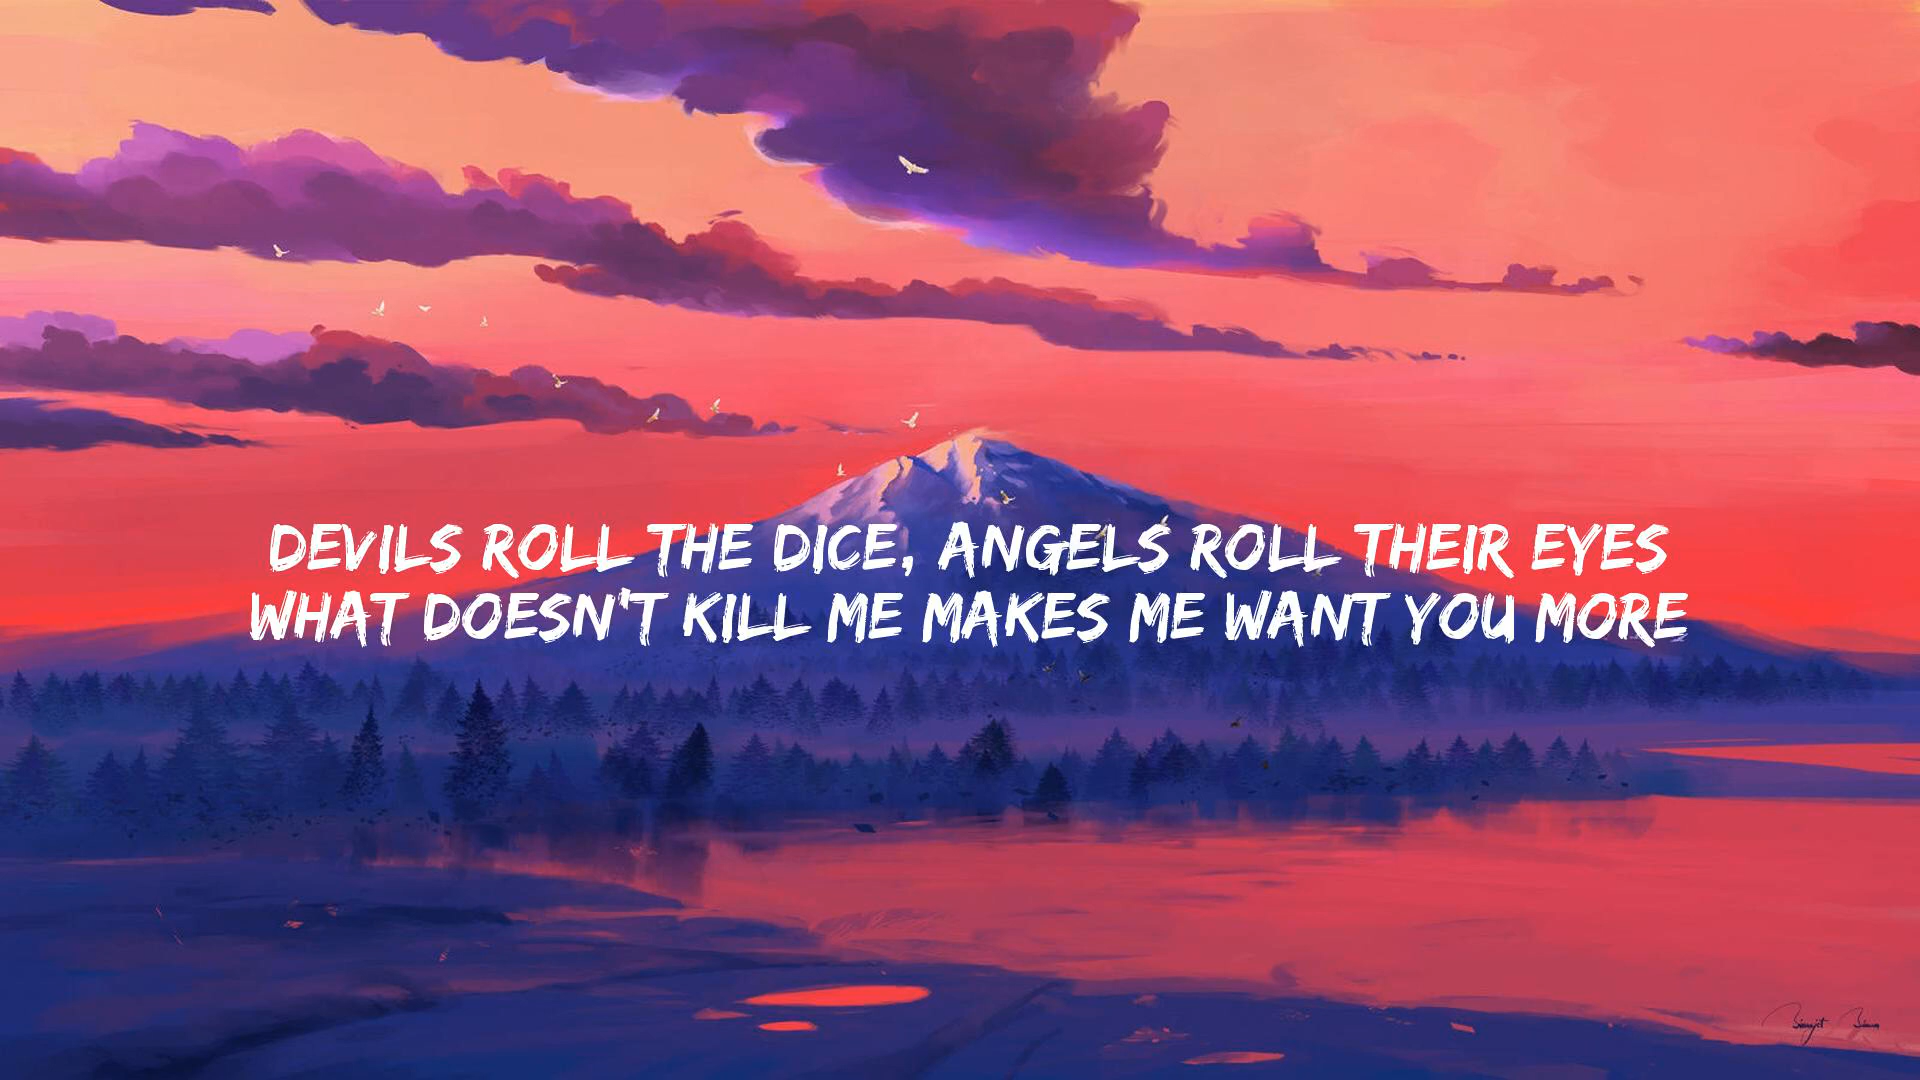 DEVILS ROLL THE DICE, ANGELS ROLL THEIR EYES
WHAT DOESN'T KILL ME MAKES ME WANT YOU MORE